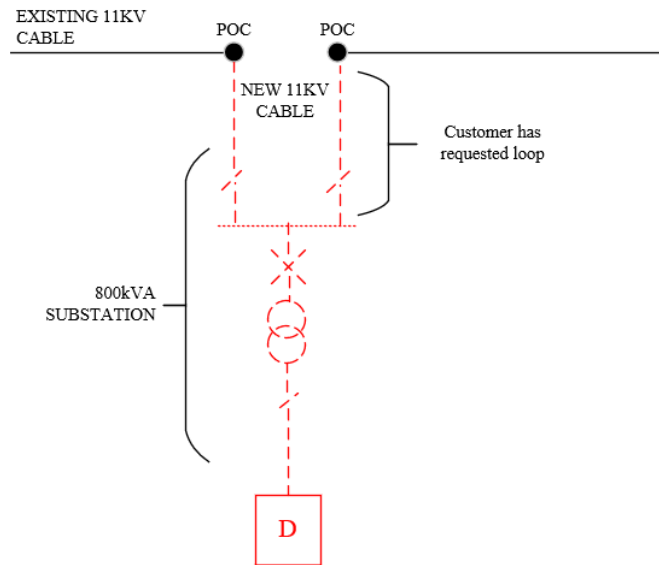 EXISTING 11KV
CABLE
POC
POC
NEW 11KV
CABLE
Customer has
requested loop
800kVA
SUBSTATION
D